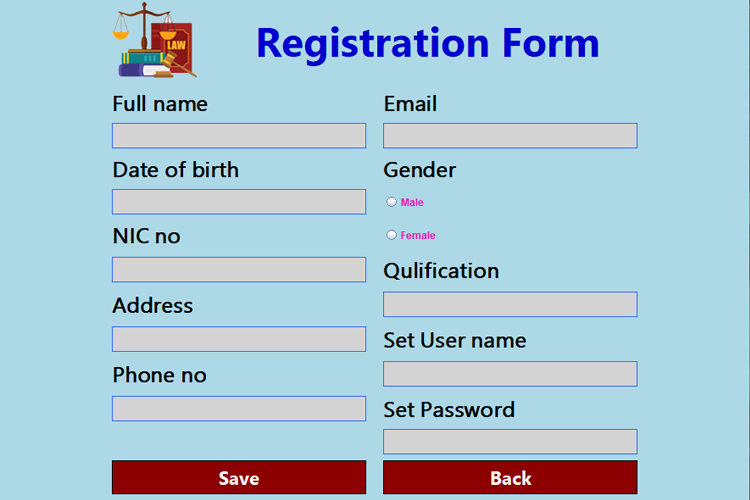 LAW
Registration Form
Full name
Email
Date of birth
Gender
Male
NIC no
Female
Qulification
Address
Set User name
Phone no
Set Password
Save
Back